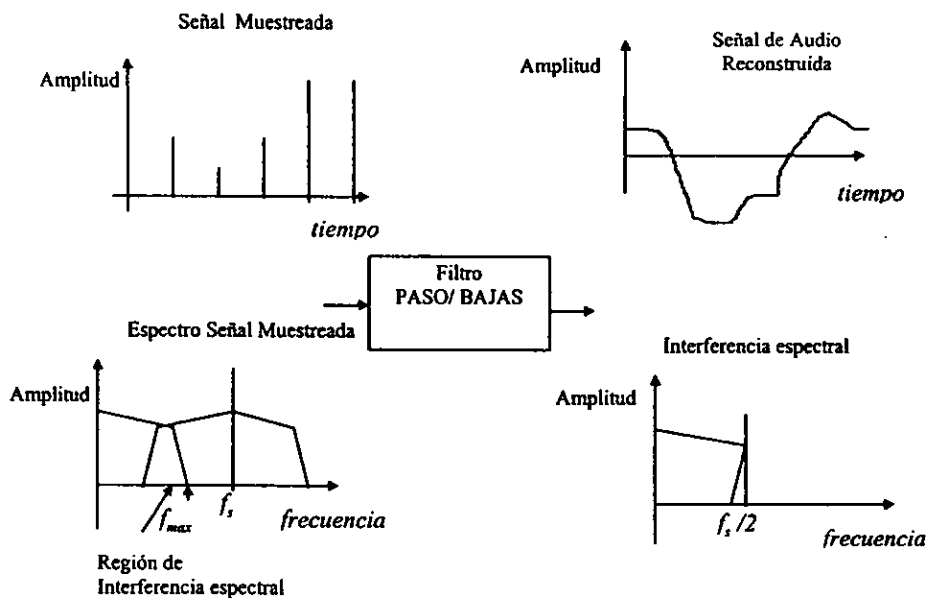 Señal Muestreada
Amplitud
tiempo
Señal de Audio
Reconstruída
Amplitud
tiempo
Filtro
PASO/ BAJAS
Espectro Señal Muestreada
Amplitud
f_max
f_s
frecuencia
Región de
Interferencia espectral
Interferencia espectral
Amplitud
f_s /2
frecuencia